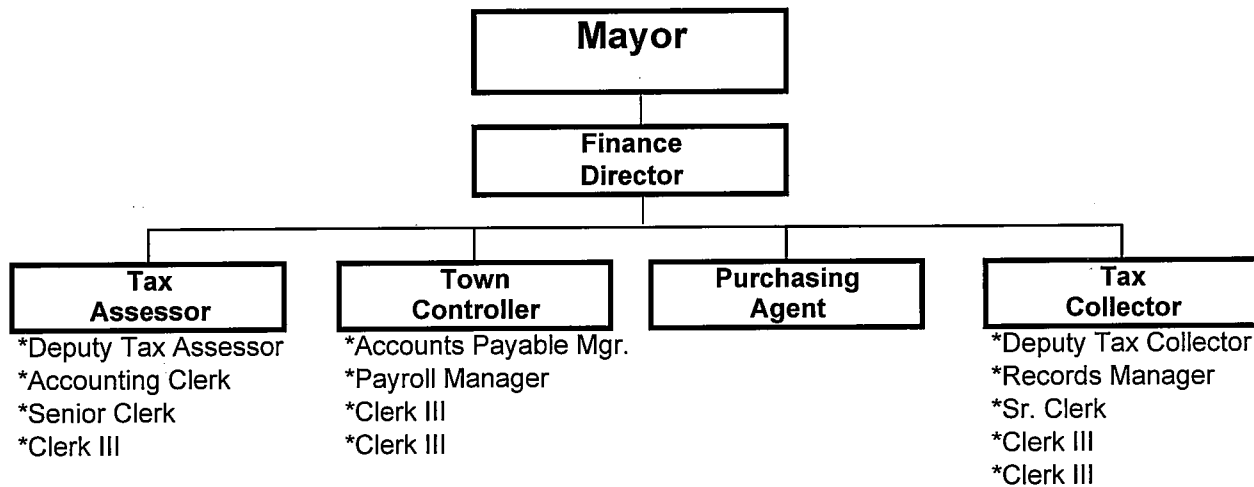 Mayor
Finance
Director
Tax
Assessor
*Deputy Tax Assessor
*Accounting Clerk
*Senior Clerk
*Clerk III
Town
Controller
*Accounts Payable Mgr.
*Payroll Manager
*Clerk III
*Clerk III
Purchasing
Agent
Tax
Collector
*Deputy Tax Collector
*Records Manager
*Sr. Clerk
*Clerk III
*Clerk III